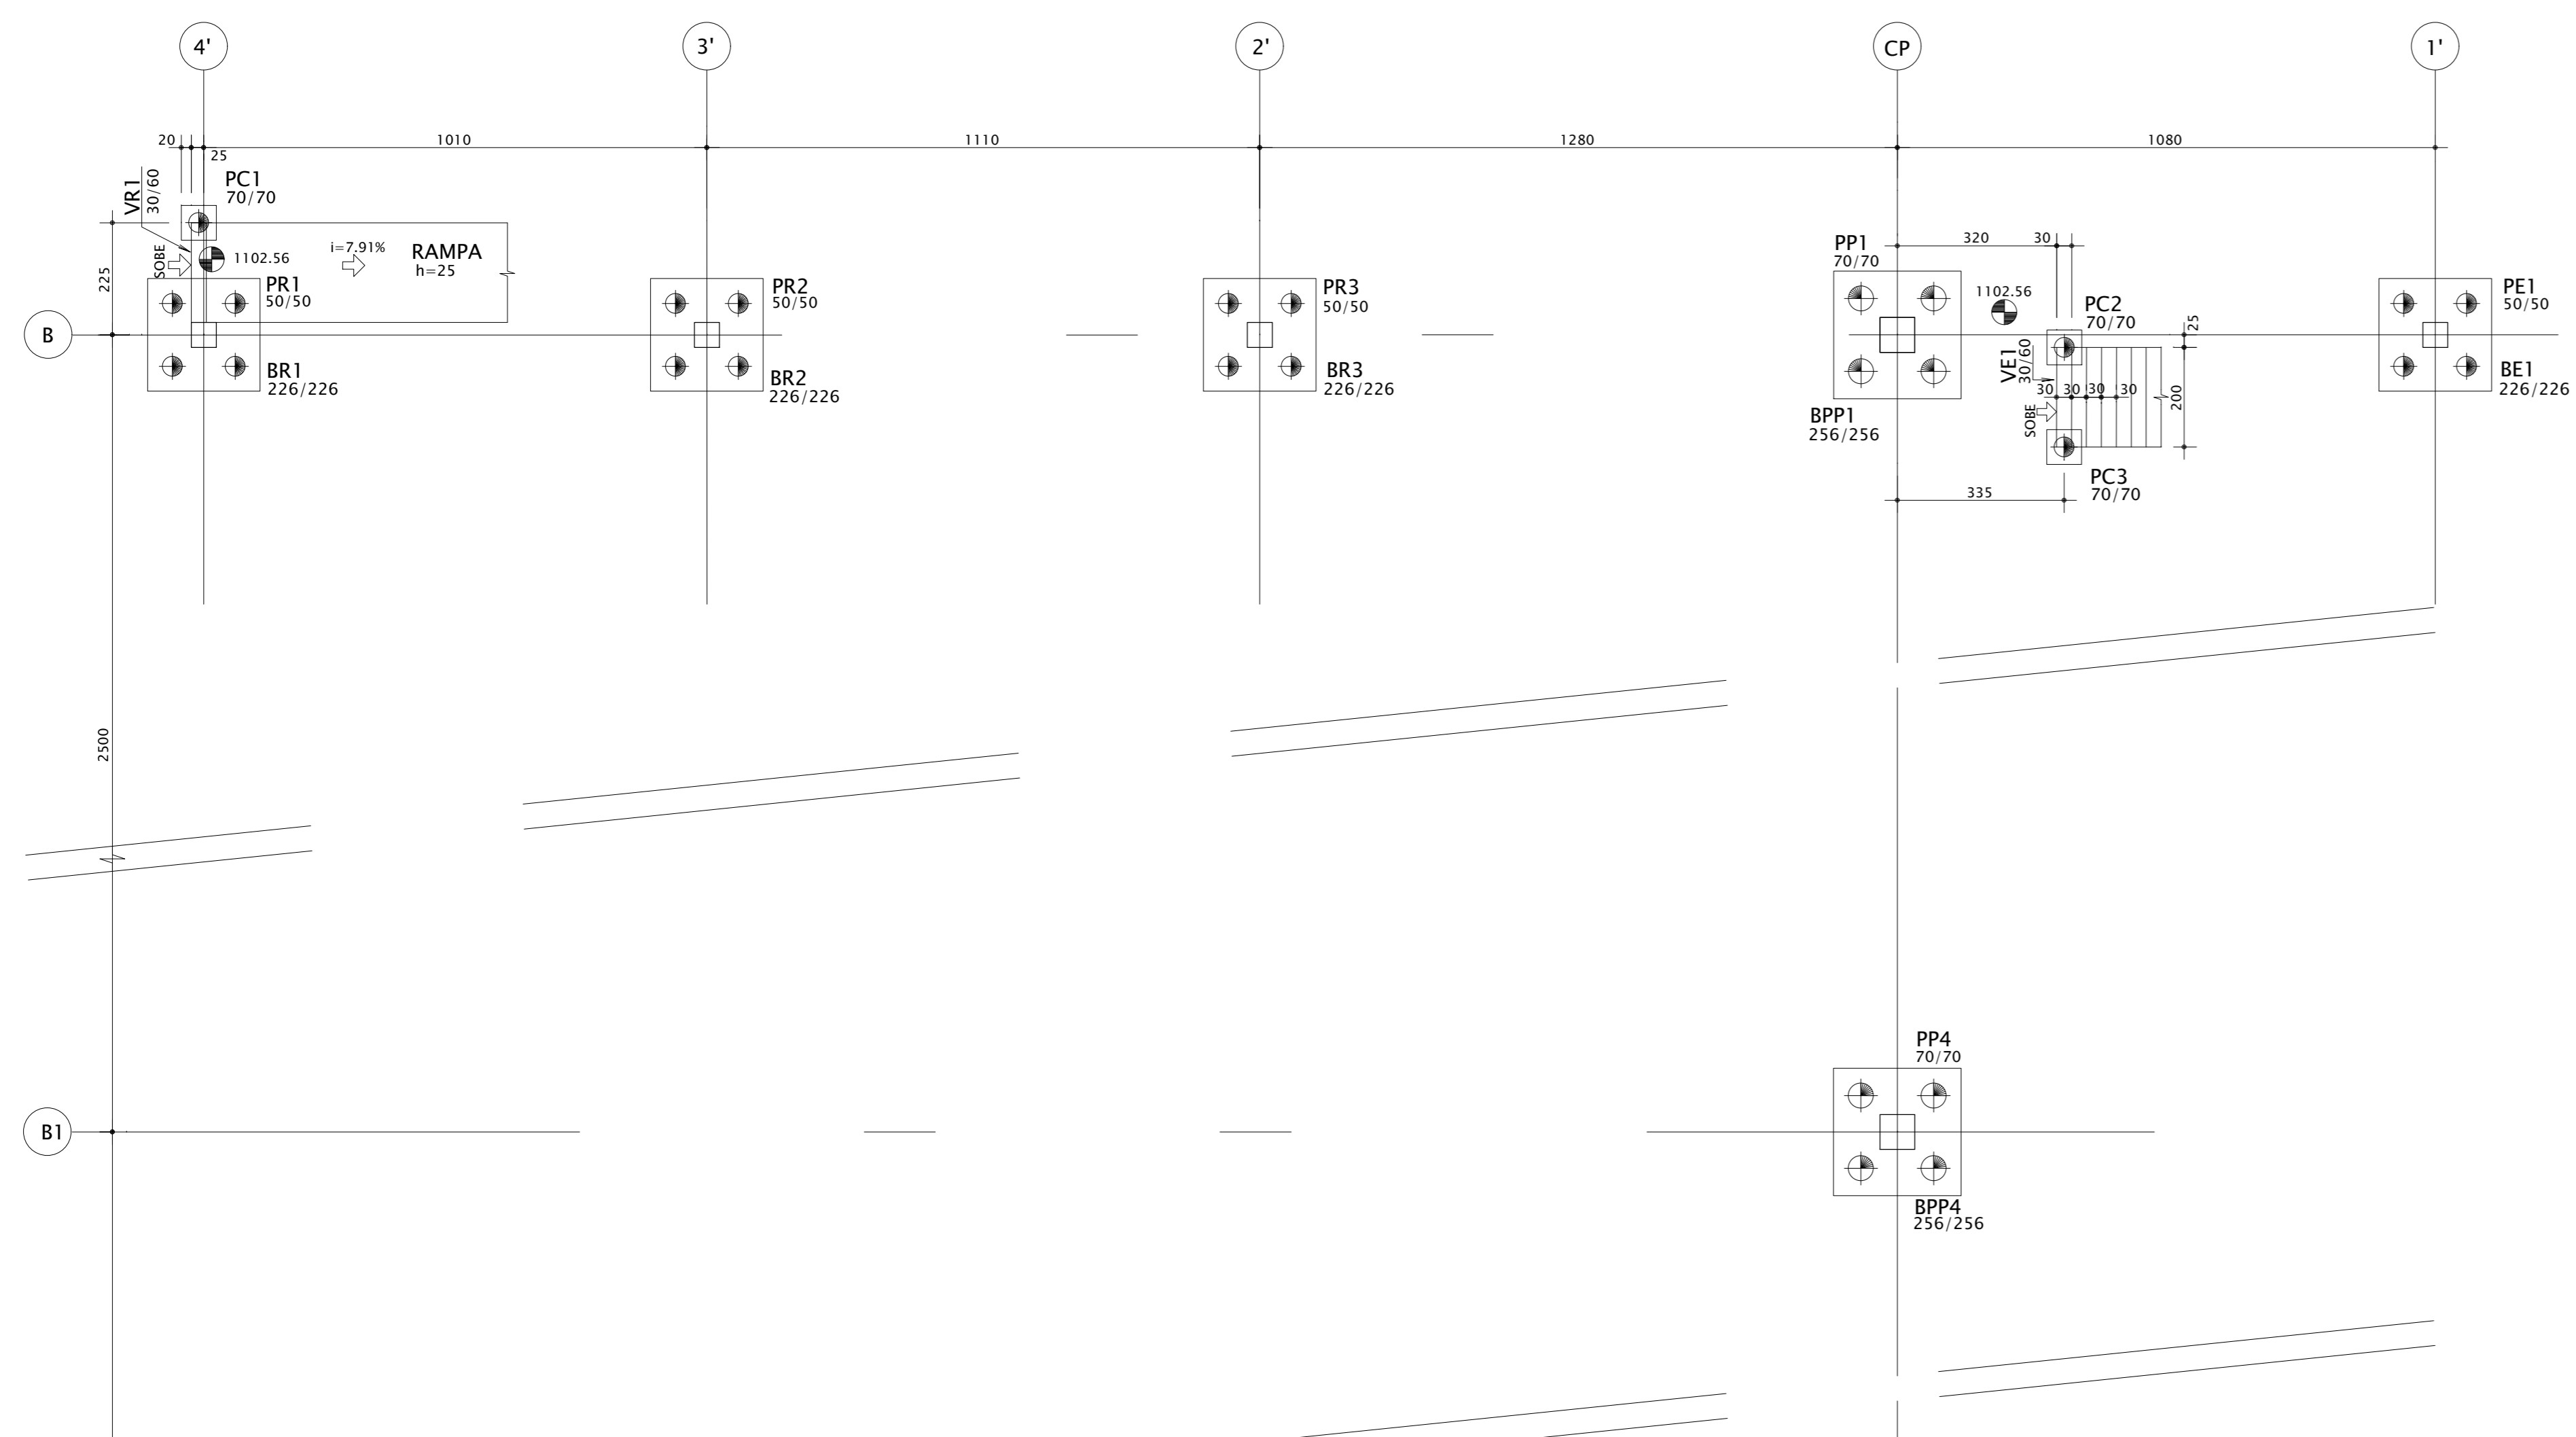 4'
3'
2'
CP
1'
20
25
1010
1110
1280
1080
VR1
30/60
PC1
70/70
225
SOBE
1102.56
i=7.91%
RAMPA
h=25
PR1
50/50
BR1
226/226
PR2
50/50
BR2
226/226
PR3
50/50
BR3
226/226
PP1
70/70
BPP1
256/256
320
30
1102.56
PC2
70/70
25
VE1
30/60
30
30
30
30
200
SOBE
PC3
70/70
335
PE1
50/50
BE1
226/226
B
2500
PP4
70/70
B1
BPP4
256/256